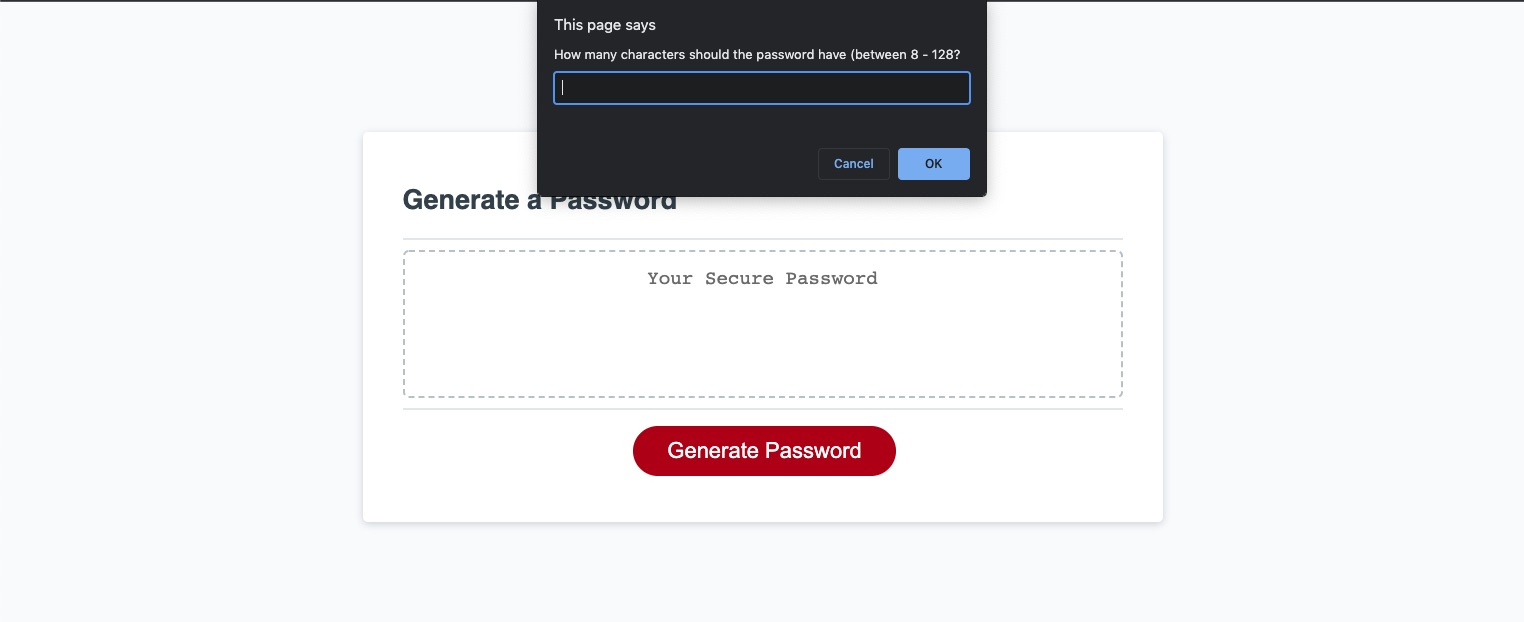 This page says
How many characters should the password have (between 8 - 128?
Cancel
OK
Generate a Password
Your Secure Password
Generate Password